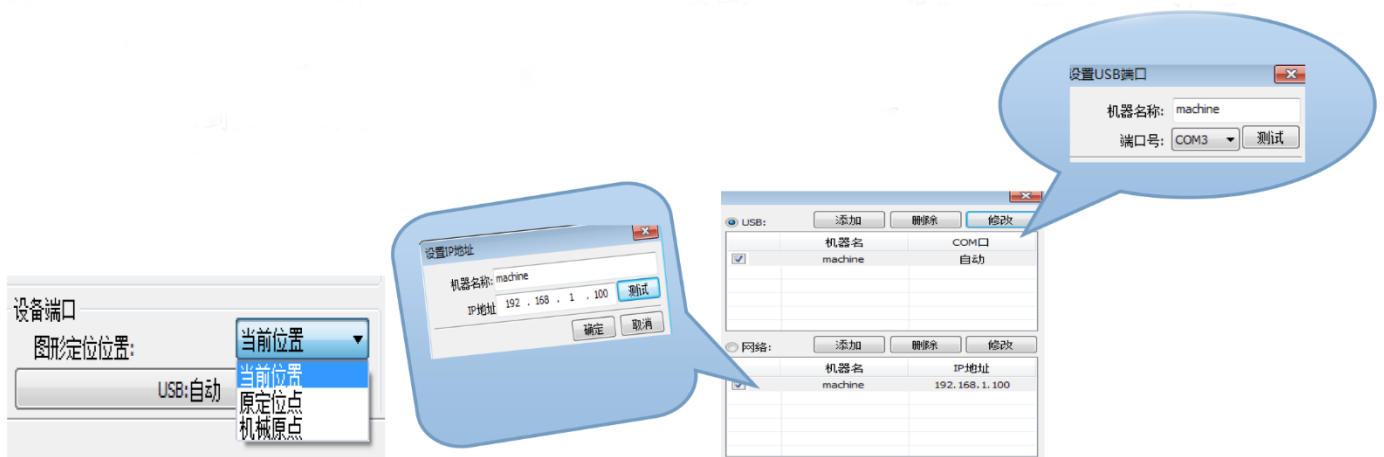 设备端口
图形定位位置:
当前位置
当前位置
原定位点
机械原点
USB:自动
设置IP地址
机器名称: machine
IP地址 192 . 168 . 1 . 100 测试
确定 取消
USB: 添加 删除 修改
机器名 COM口
machine 自动
网络: 添加 删除 修改
机器名 IP地址
machine 192.168.1.100
设置USB端口
机器名称: machine
端口号: COM3 测试